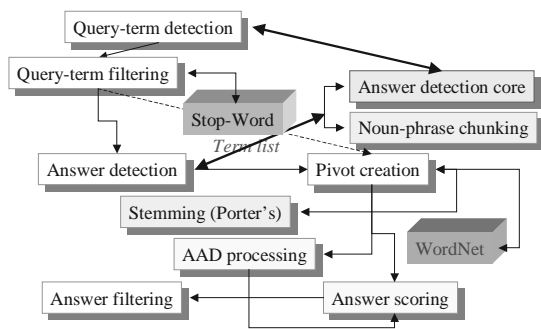 Query-term detection
Query-term filtering
Answer detection core
Stop-Word
Noun-phrase chunking
Term list
Answer detection
Pivot creation
Stemming (Porter's)
WordNet
AAD processing
Answer filtering
Answer scoring